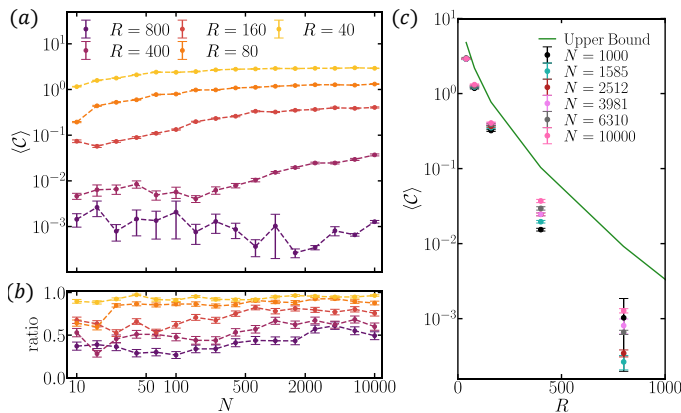 (a)
R = 800 R = 160 R = 40
R = 400 R = 80
10¹
10⁰
10⁻¹
10⁻²
10⁻³
⟨C⟩
(b)
1.0
0.5
0.0
ratio
10 50 100 500 1000 2000 10000
N
(c)
Upper Bound
N = 1000
N = 1585
N = 2512
N = 3981
N = 6310
N = 10000
10¹
10⁰
10⁻¹
10⁻²
10⁻³
⟨C⟩
0 500 1000
R